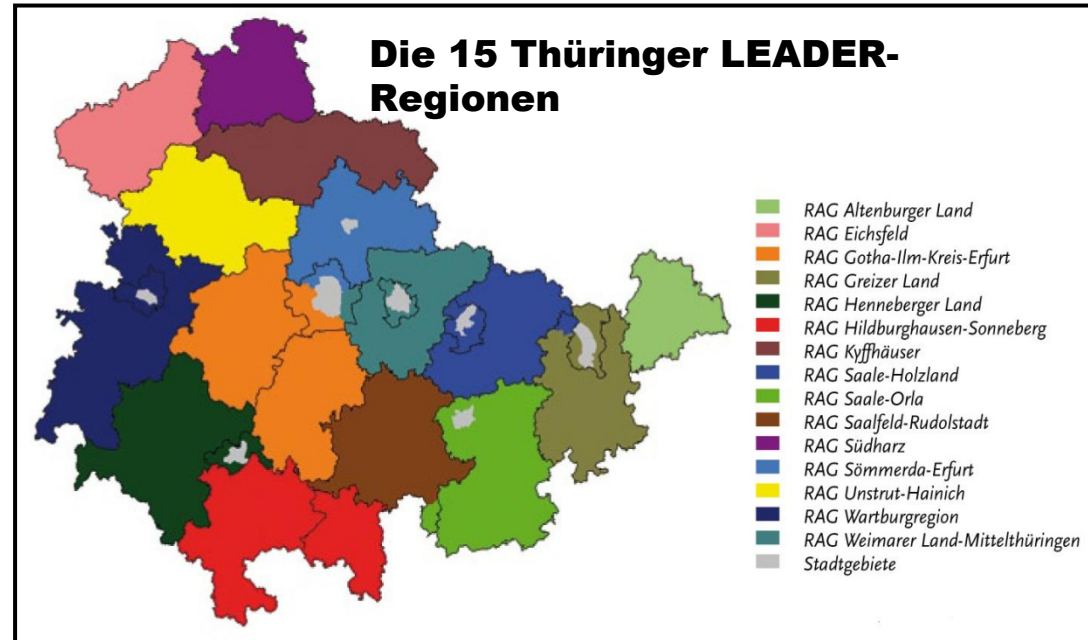 Die 15 Thüringer LEADER-
Regionen
RAG Altenburger Land
RAG Eichsfeld
RAG Gotha-Ilm-Kreis-Erfurt
RAG Greizer Land
RAG Henneberger Land
RAG Hildburghausen-Sonneberg
RAG Kyffhäuser
RAG Saale-Holzland
RAG Saale-Orla
RAG Saalfeld-Rudolstadt
RAG Südharz
RAG Sömmerda-Erfurt
RAG Unstrut-Hainich
RAG Wartburgregion
RAG Weimarer Land-Mittelthüringen
Stadtgebiete